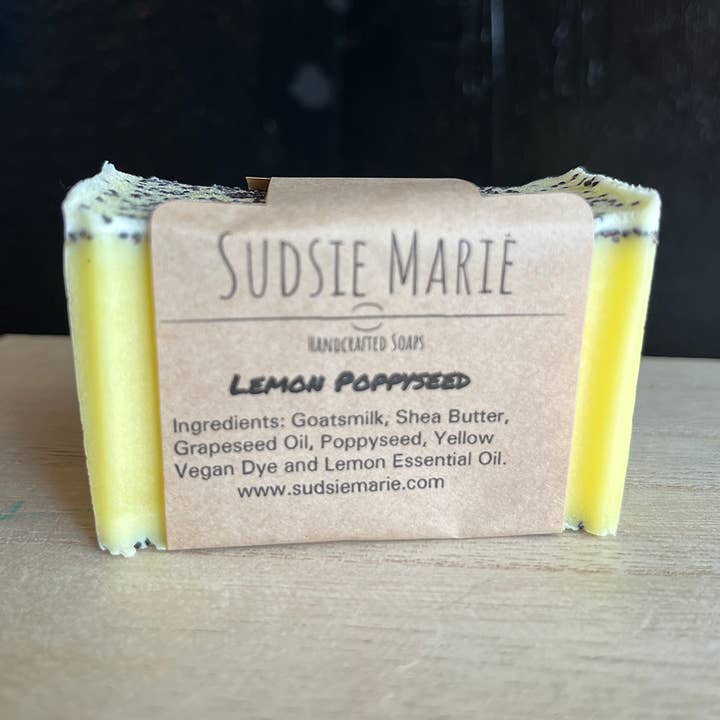 Sudsie Marie
Handcrafted Soaps
Lemon Poppyseed
Ingredients: Goatsmilk, Shea Butter,
Grapeseed Oil, Poppyseed, Yellow
Vegan Dye and Lemon Essential Oil.
www.sudsiemarie.com